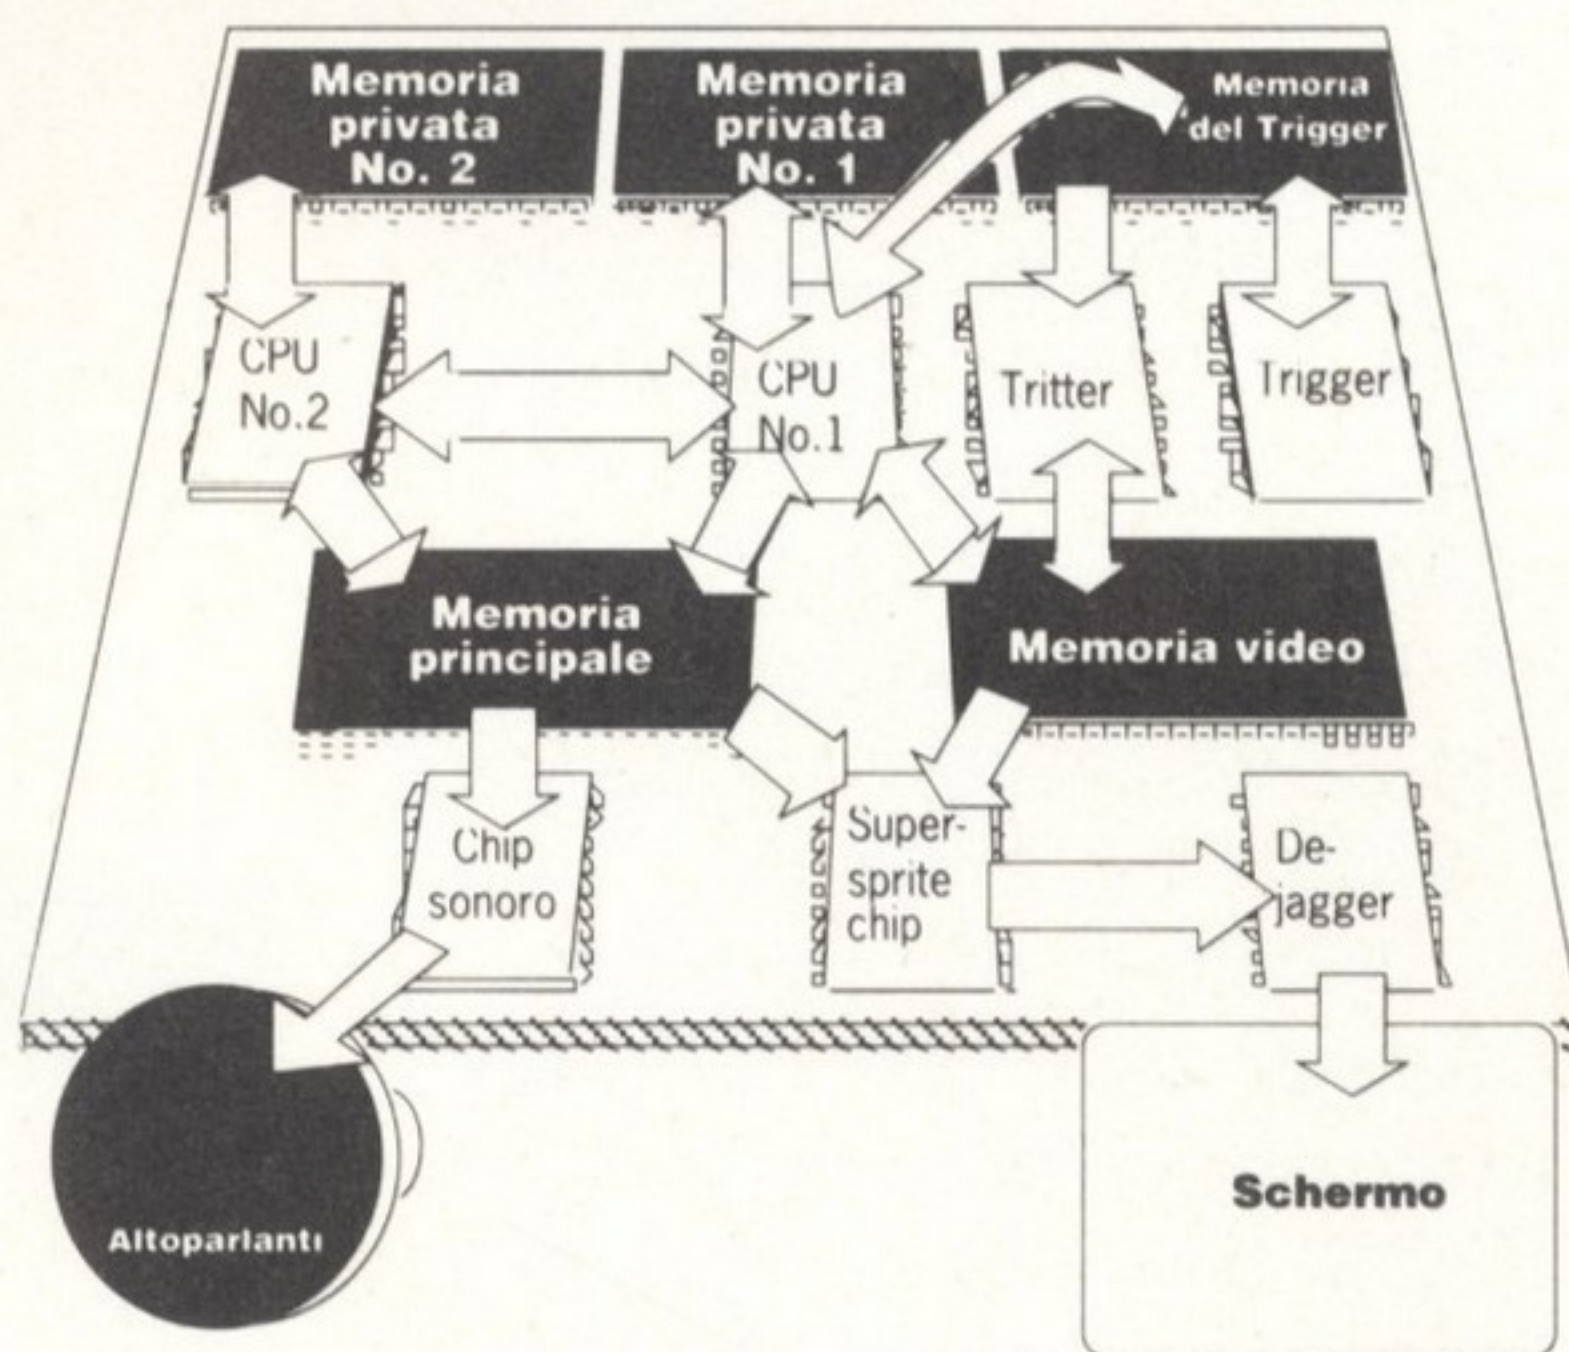 Memoria
privata
No. 2
Memoria
privata
No. 1
Memoria
del Trigger
CPU
No.2
CPU
No.1
Tritter
Trigger
Memoria
principale
Memoria video
Chip
sonoro
Super-
sprite
chip
De-
jagger
Altoparlanti
Schermo